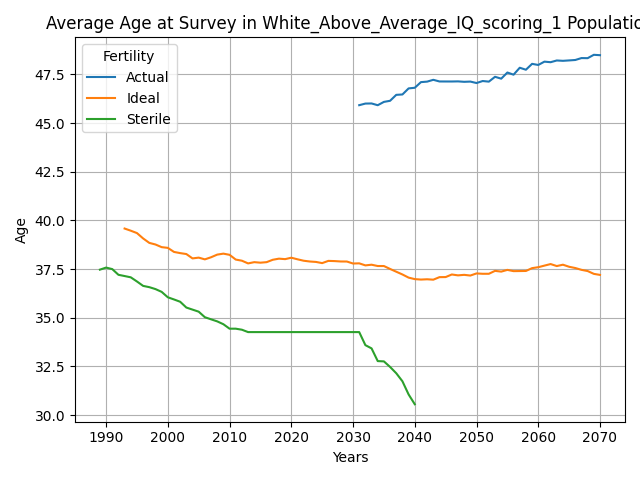 Average Age at Survey in White_Above_Average_IQ_scoring_1 Populatio
Fertility
Actual
Ideal
Sterile
47.5
45.0
42.5
40.0
37.5
35.0
32.5
30.0
Age
1990 2000 2010 2020 2030 2040 2050 2060 2070
Years